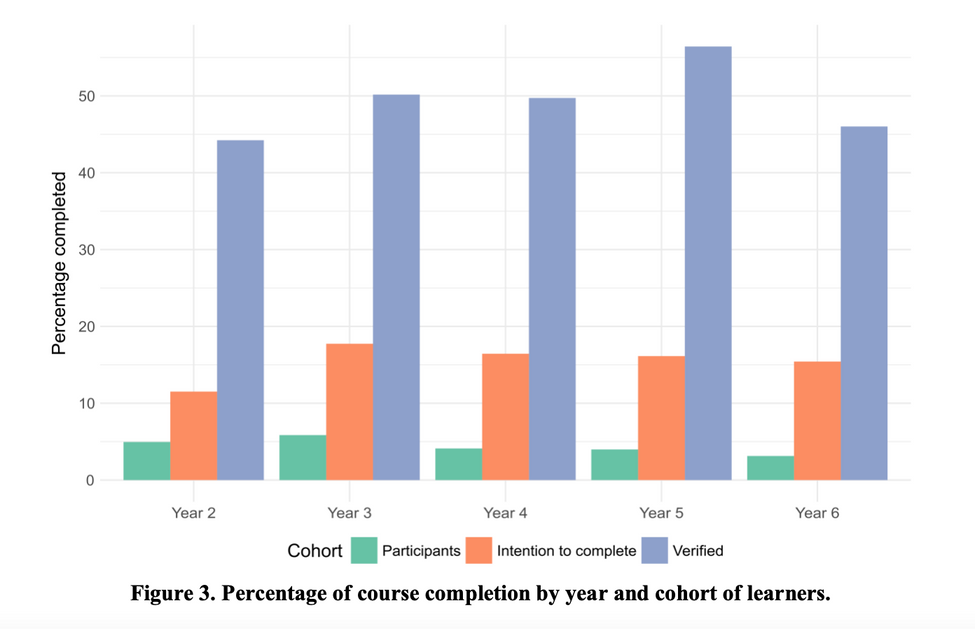 Percentage completed
50
40
30
20
10
0
Year 2 Year 3 Year 4 Year 5 Year 6
Cohort Participants Intention to complete Verified
Figure 3. Percentage of course completion by year and cohort of learners.